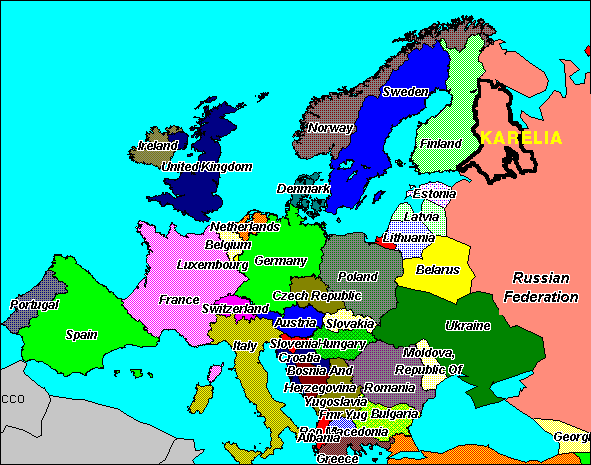 Norway
Sweden
Finland
KARELIA
Ireland
United Kingdom
Denmark
Estonia
Latvia
Lithuania
Netherlands
Belgium
Luxembourg
Germany
Poland
Belarus
Russian
Federation
Czech Republic
Ukraine
France
Switzerland
Austria
Slovakia
Portugal
Spain
Italy
Slovenia
Hungary
Croatia
Moldova,
Republic Of
Bosnia And
Herzegovina
Romania
Yugoslavia
Fmr Yug
Rep Macedonia
Bulgaria
Albania
Greece
CCO
Georgi